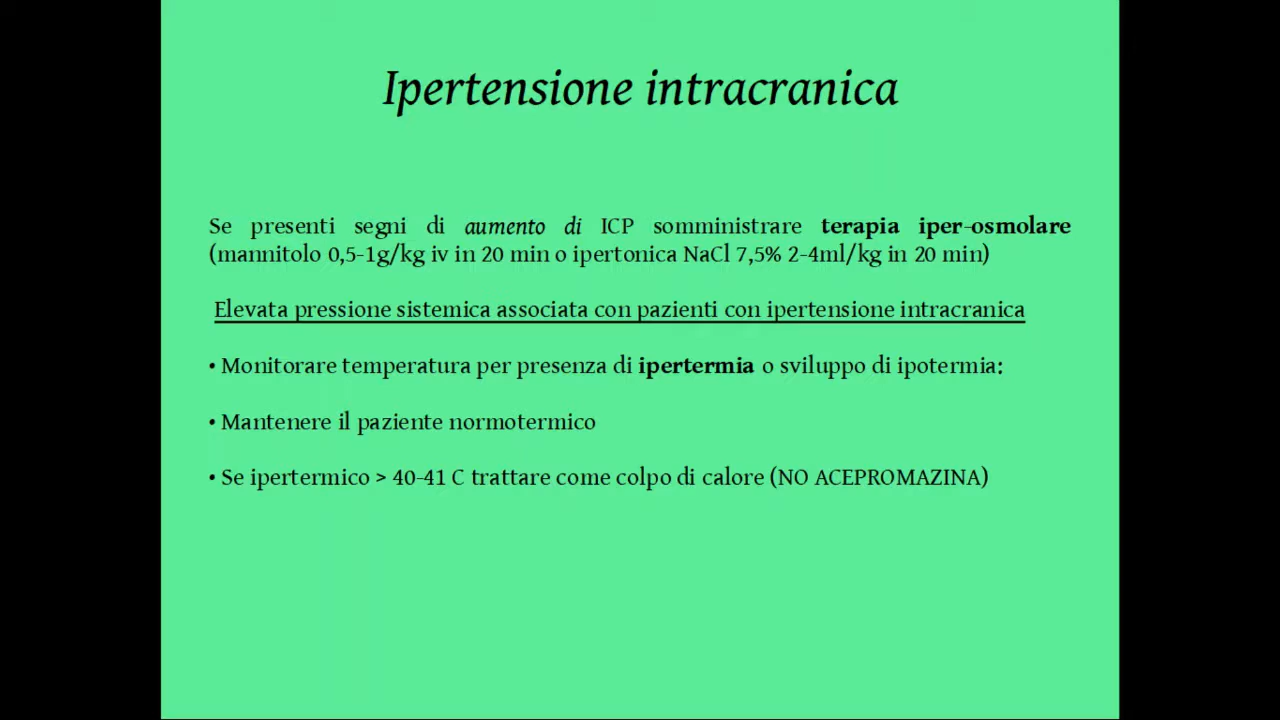 Ipertensione intracranica
Se presenti segni di aumento di ICP somministrare terapia iper-osmolare
(mannitolo 0,5-1g/kg iv in 20 min o ipertonica NaCl 7,5% 2-4ml/kg in 20 min)
Elevata pressione sistemica associata con pazienti con ipertensione intracranica
• Monitorare temperatura per presenza di ipertermia o sviluppo di ipotermia:
• Mantenere il paziente normotermico
• Se ipertermico > 40-41 C trattare come colpo di calore (NO ACEPROMAZINA)